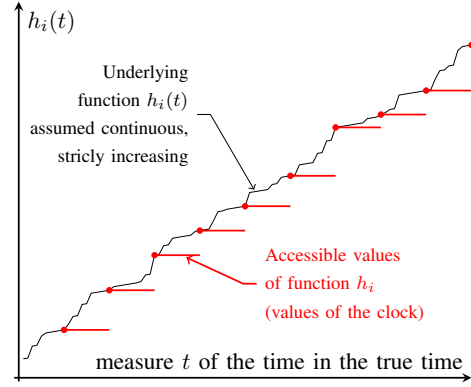 h_i(t)
Underlying
function h_i(t)
assumed continuous,
stricly increasing
Accessible values
of function h_i
(values of the clock)
measure t of the time in the true time